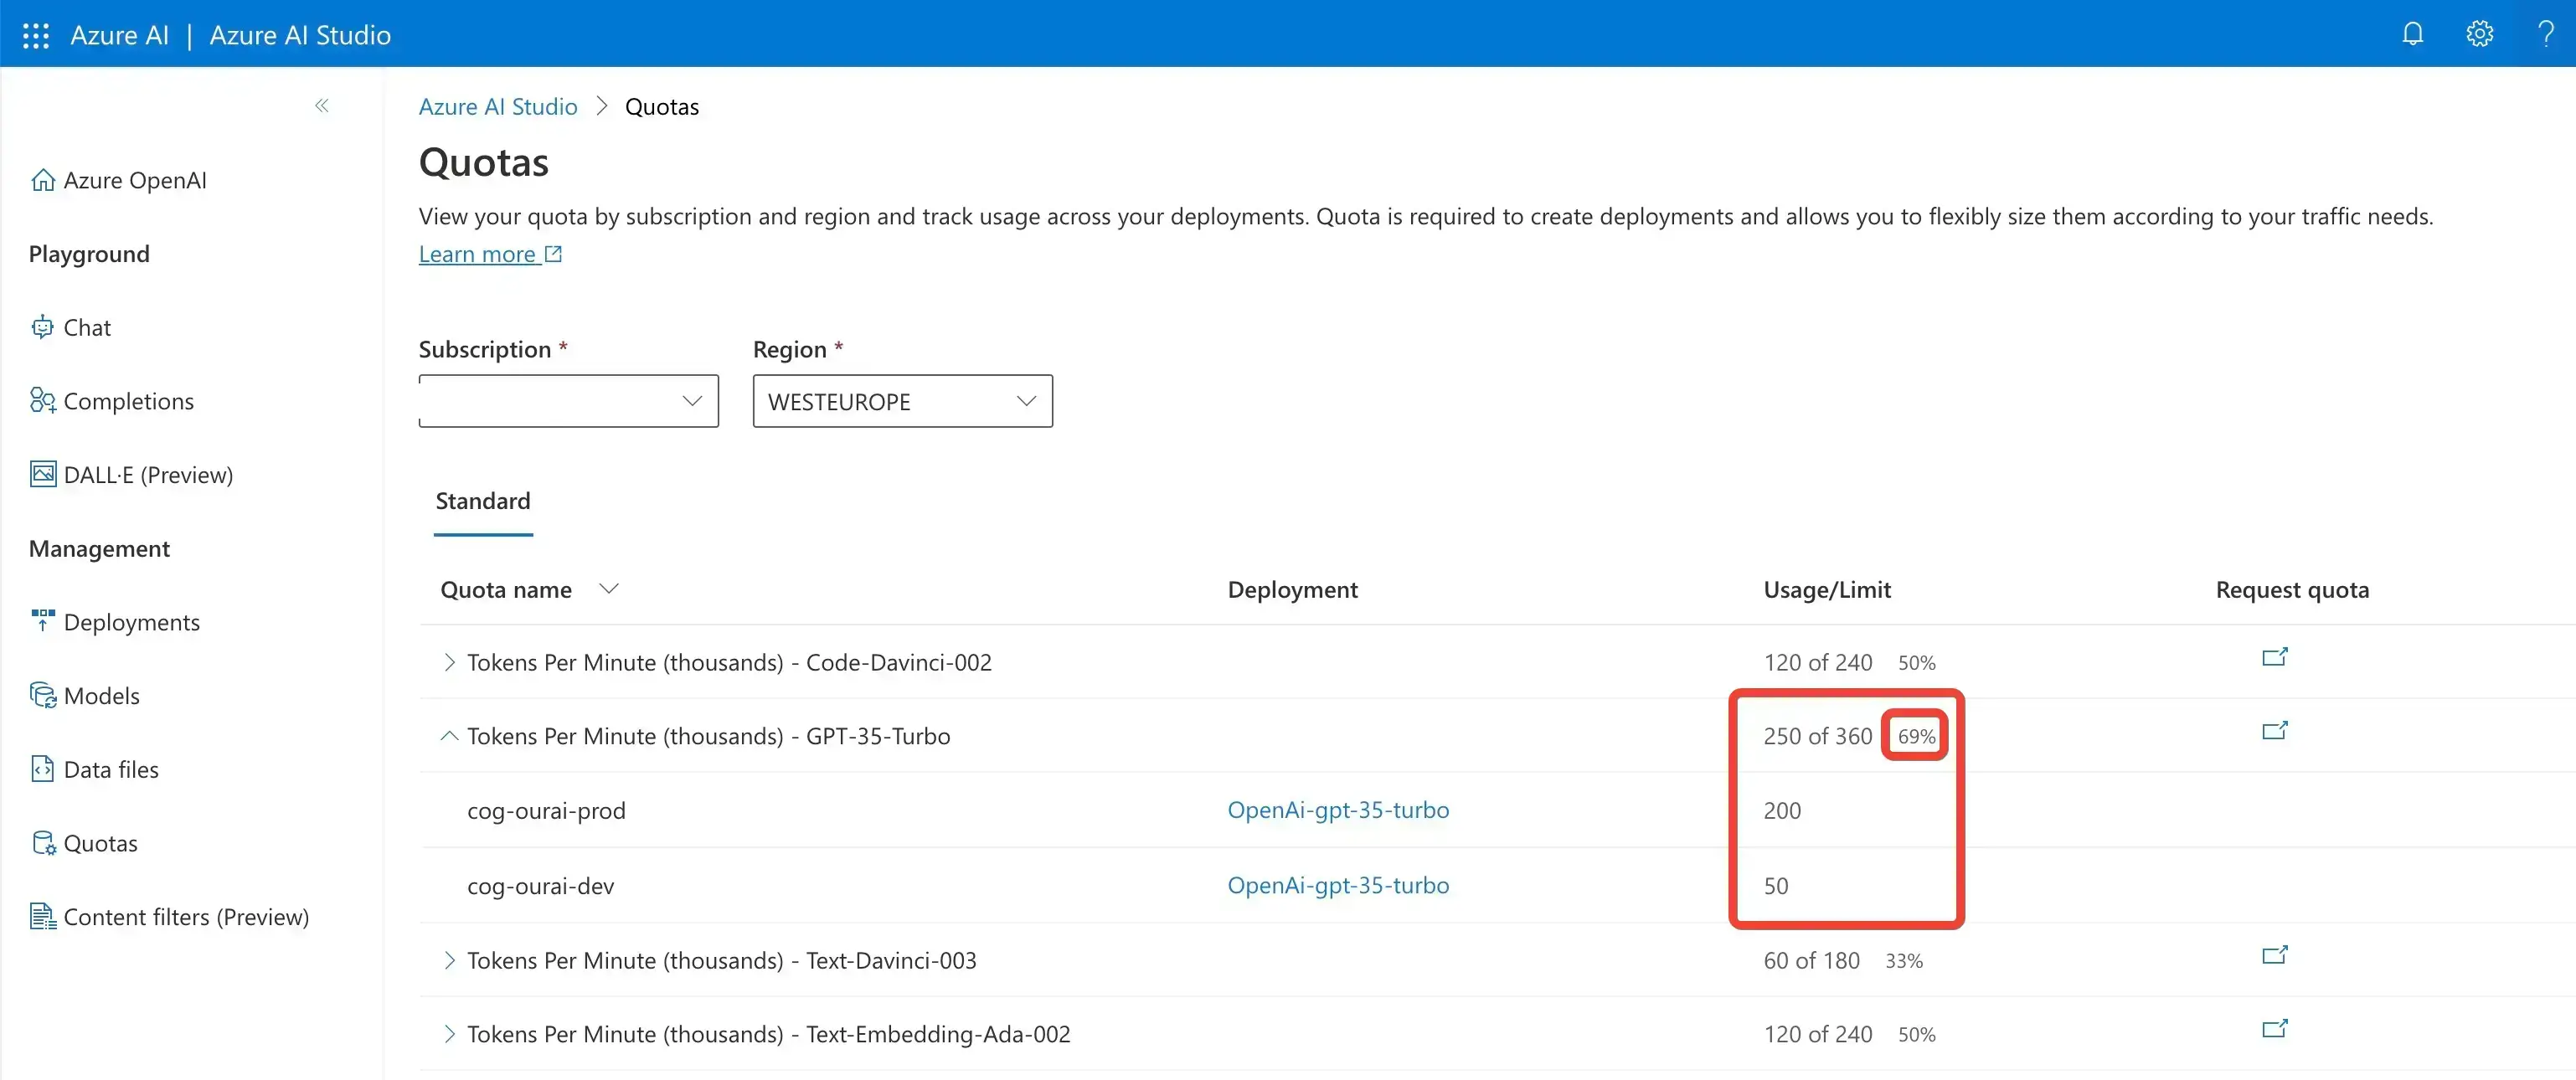 Azure AI | Azure AI Studio
Azure AI Studio > Quotas
Quotas
View your quota by subscription and region and track usage across your deployments. Quota is required to create deployments and allows you to flexibly size them according to your traffic needs.
Learn more
Azure OpenAI
Playground
Chat
Completions
DALL·E (Preview)
Management
Deployments
Models
Data files
Quotas
Content filters (Preview)
Subscription * Region *
WESTEUROPE
Standard
Quota name Deployment Usage/Limit Request quota
Tokens Per Minute (thousands) - Code-Davinci-002 120 of 240 50%
Tokens Per Minute (thousands) - GPT-35-Turbo 250 of 360 69%
cog-ourai-prod OpenAi-gpt-35-turbo 200
cog-ourai-dev OpenAi-gpt-35-turbo 50
Tokens Per Minute (thousands) - Text-Davinci-003 60 of 180 33%
Tokens Per Minute (thousands) - Text-Embedding-Ada-002 120 of 240 50%